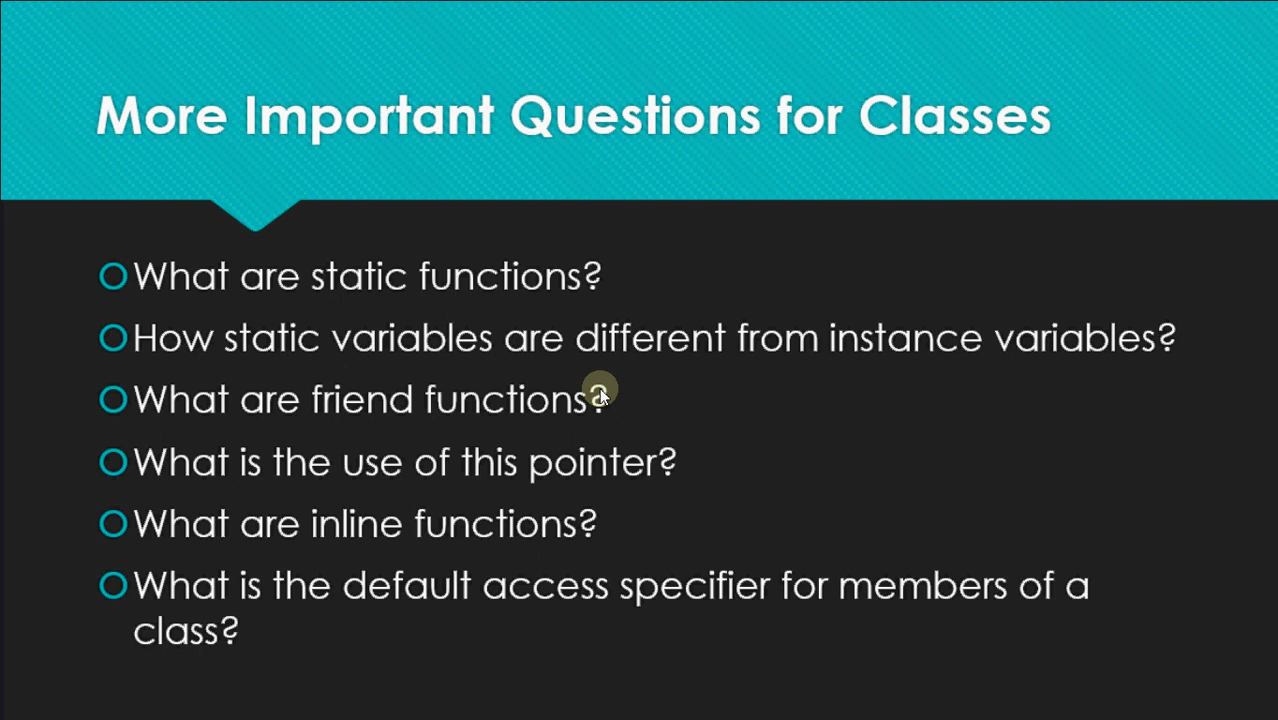 More Important Questions for Classes
What are static functions?
How static variables are different from instance variables?
What are friend functions?
What is the use of this pointer?
What are inline functions?
What is the default access specifier for members of a
class?